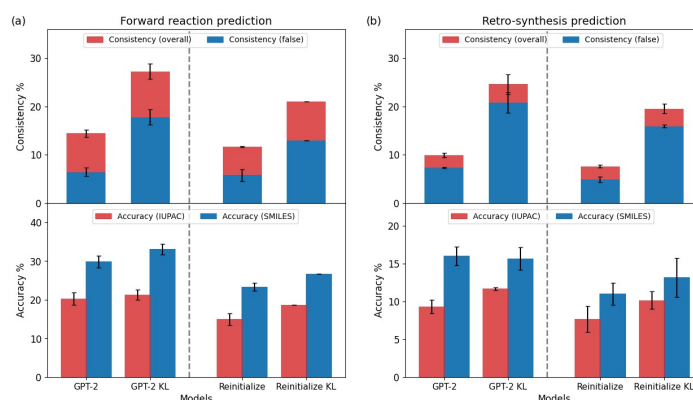 (a)
Forward reaction prediction
Consistency (overall)
Consistency (false)
Consistency %
30
20
10
0
Accuracy (IUPAC)
Accuracy (SMILES)
Accuracy %
40
30
20
10
0
GPT-2
GPT-2 KL
Reinitialize
Reinitialize KL
Models
(b)
Retro-synthesis prediction
Consistency (overall)
Consistency (false)
Consistency %
30
20
10
0
Accuracy (IUPAC)
Accuracy (SMILES)
Accuracy %
20
15
10
5
0
GPT-2
GPT-2 KL
Reinitialize
Reinitialize KL
Models